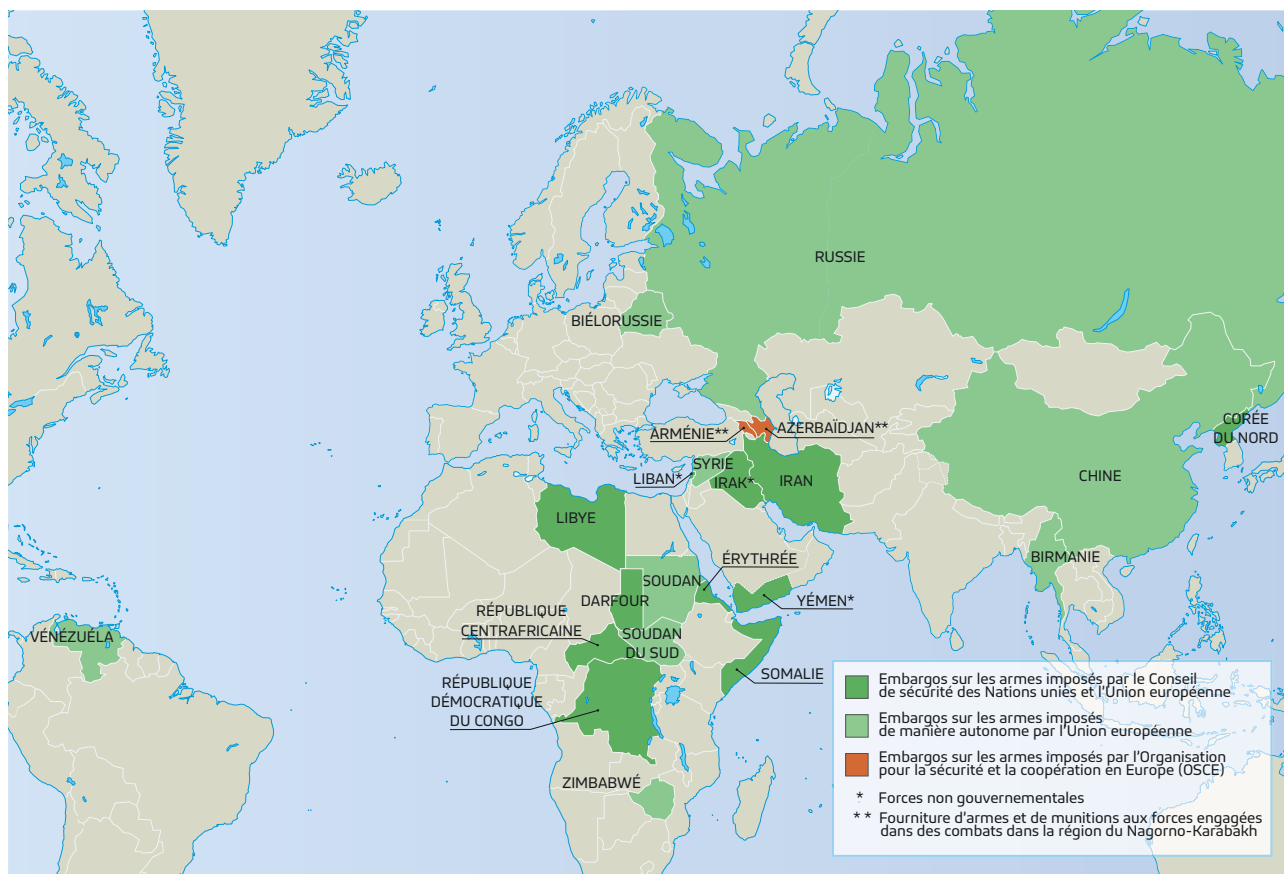 RUSSIE
BIÉLORUSSIE
CORÉE
DU NORD
ARMÉNIE**
AZERBAÏDJAN**
SYRIE
LIBAN*
IRAK*
IRAN
CHINE
LIBYE
BIRMANIE
ÉRYTHRÉE
SOUDAN
DARFOUR
YÉMEN*
RÉPUBLIQUE
CENTRAFRICAINE
SOUDAN
DU SUD
VÉNÉZUÉLA
SOMALIE
RÉPUBLIQUE
DÉMOCRATIQUE
DU CONGO
ZIMBABWÉ
Embargos sur les armes imposés par le Conseil
de sécurité des Nations unies et l'Union européenne
Embargos sur les armes imposés
de manière autonome par l'Union européenne
Embargos sur les armes imposés par l'Organisation
pour la sécurité et la coopération en Europe (OSCE)
* Forces non gouvernementales
** Fourniture d'armes et de munitions aux forces engagées
dans des combats dans la région du Nagorno-Karabakh